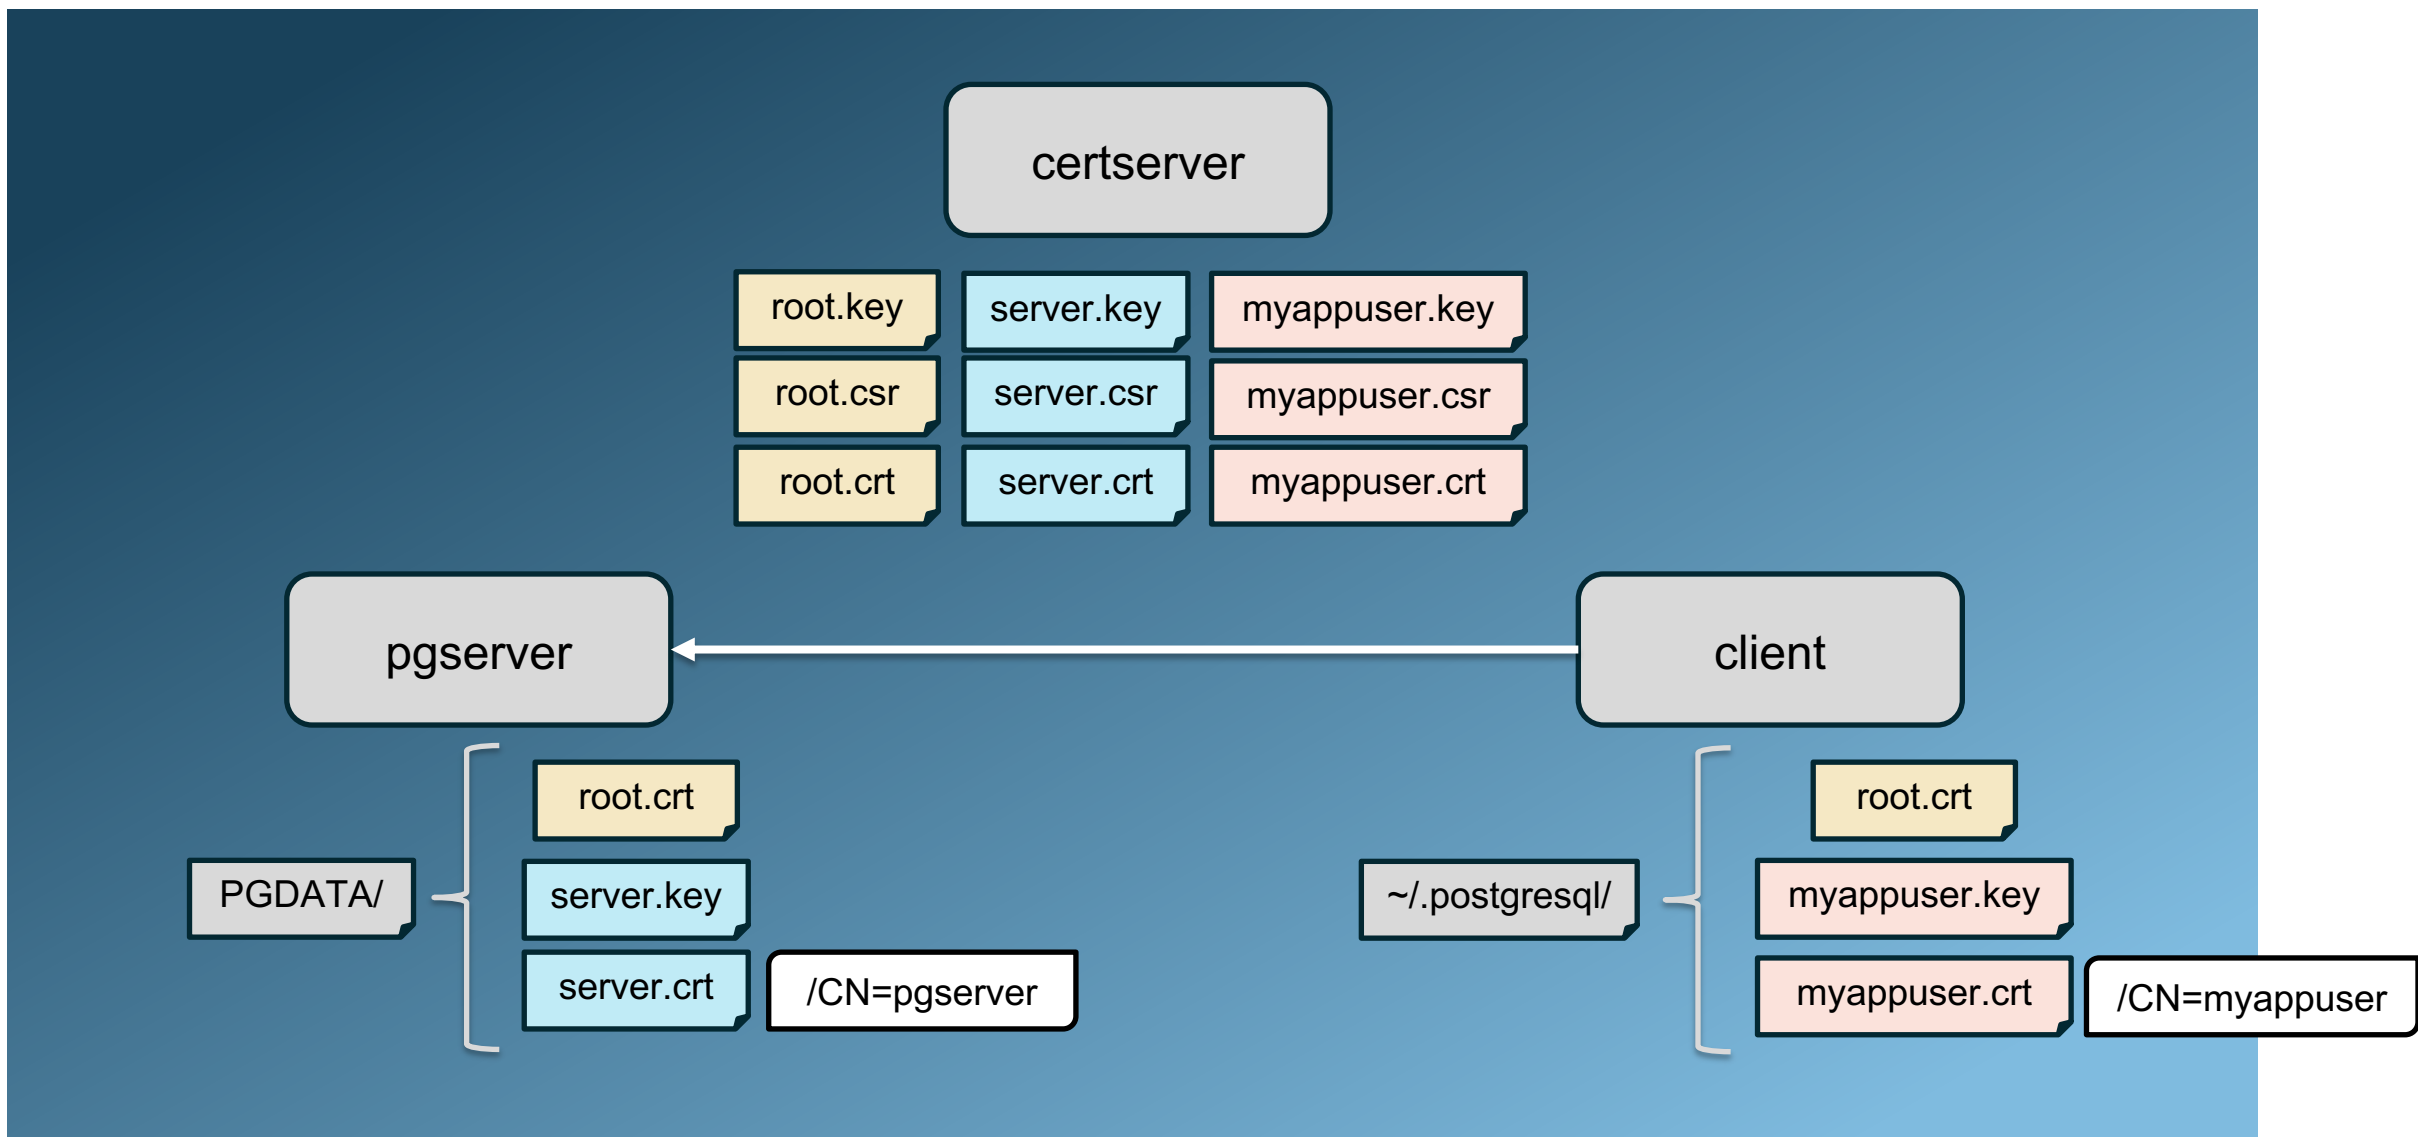 certserver
root.key
server.key
myappuser.key
root.csr
server.csr
myappuser.csr
root.crt
server.crt
myappuser.crt
pgserver
client
root.crt
PGDATA/
server.key
server.crt
/CN=pgserver
root.crt
~/.postgresql/
myappuser.key
myappuser.crt
/CN=myappuser